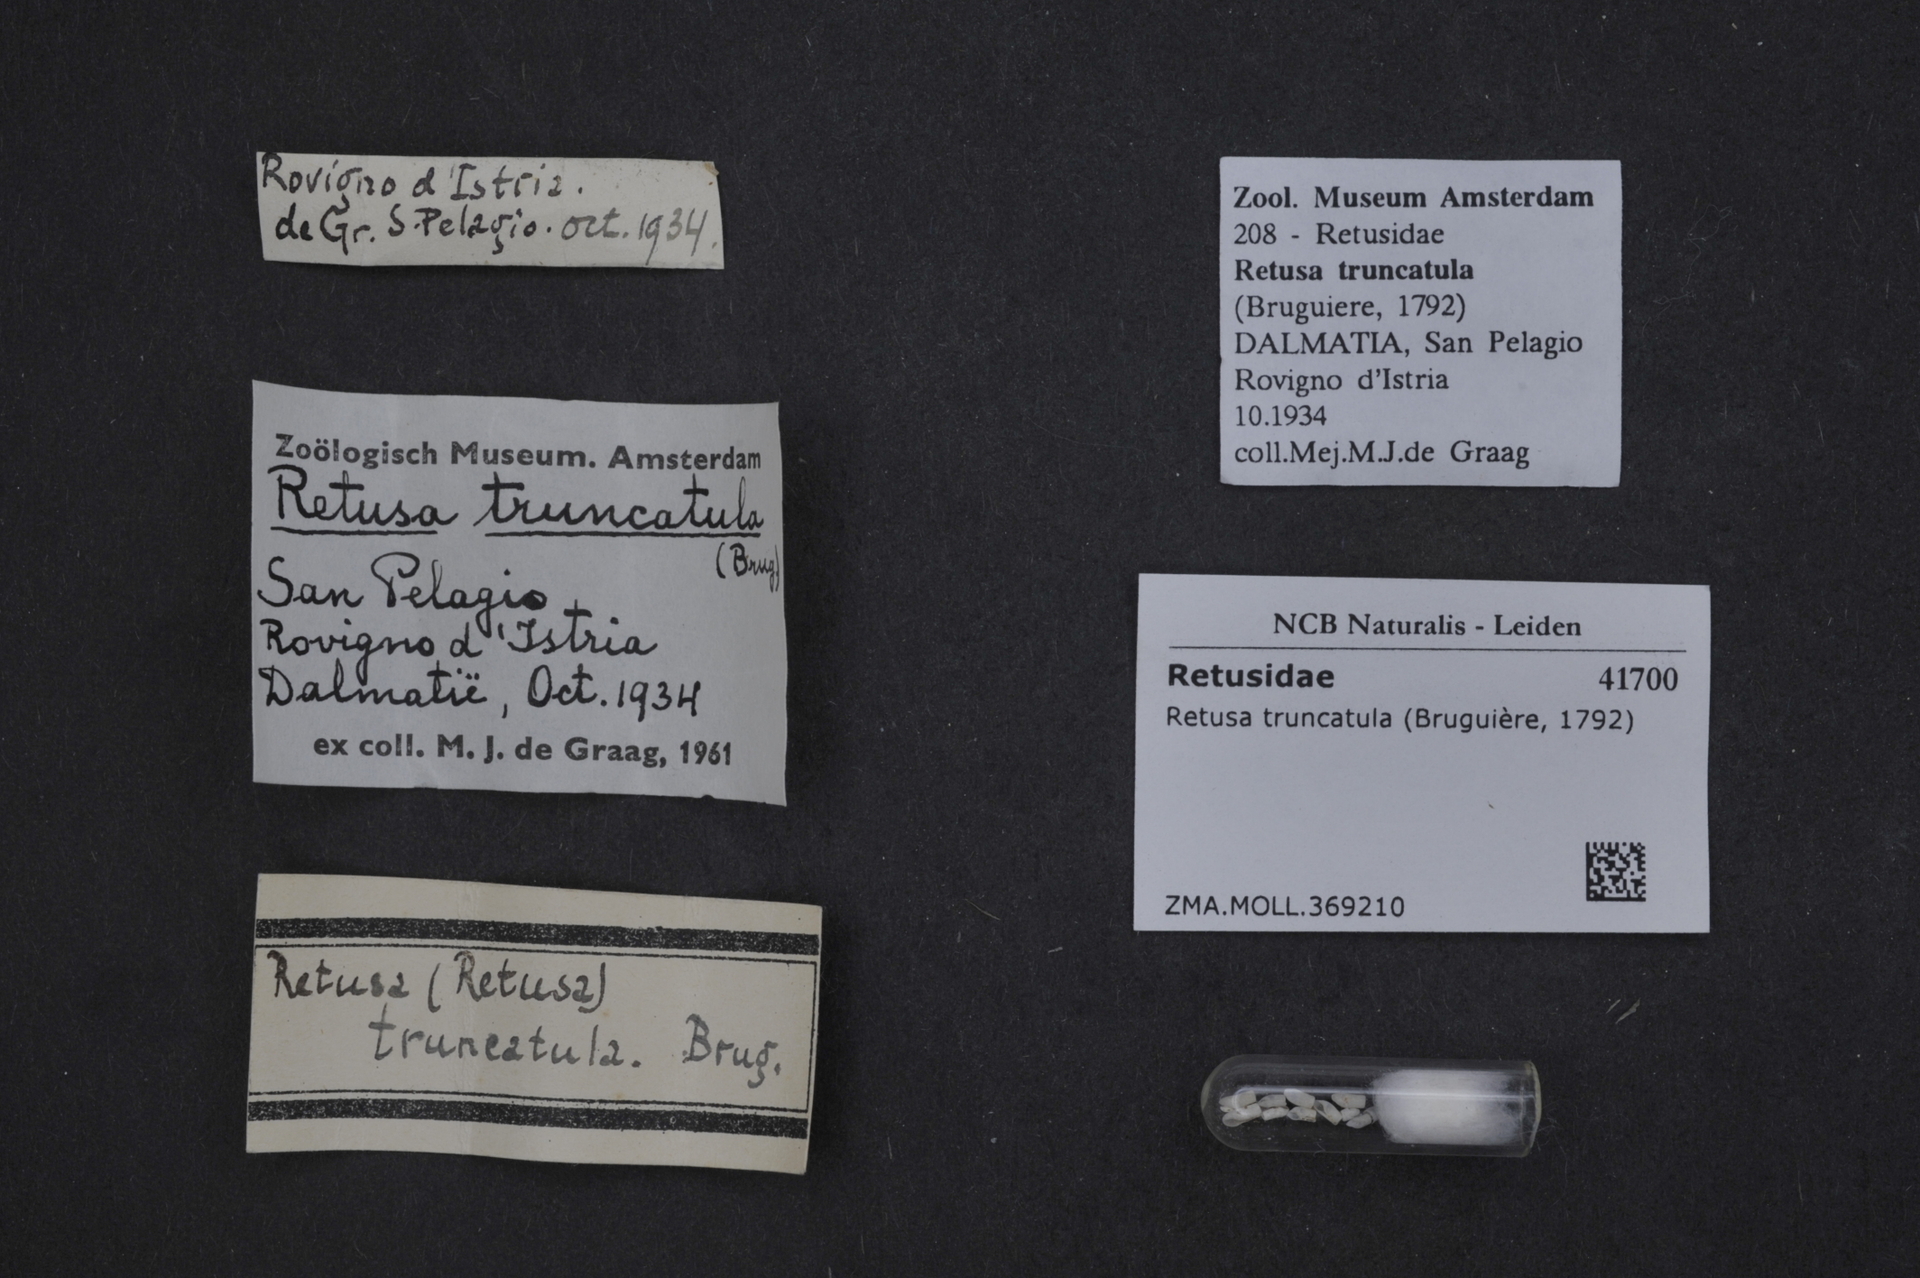 Rovigno d'Istria.
de Gr. S. Pelagio. oct. 1934.
Zoölogisch Museum. Amsterdam
Retusa truncatula
(Brug)
San Pelagio
Rovigno d'Istria
Dalmatië, Oct. 1934
ex coll. M. J. de Graag, 1961
Retusa (Retusa)
truncatula. Brug.
Zool. Museum Amsterdam
208 - Retusidae
Retusa truncatula
(Bruguiere, 1792)
DALMATIA, San Pelagio
Rovigno d'Istria
10.1934
coll.Mej.M.J.de Graag
NCB Naturalis - Leiden
Retusidae 41700
Retusa truncatula (Bruguière, 1792)
ZMA.MOLL.369210